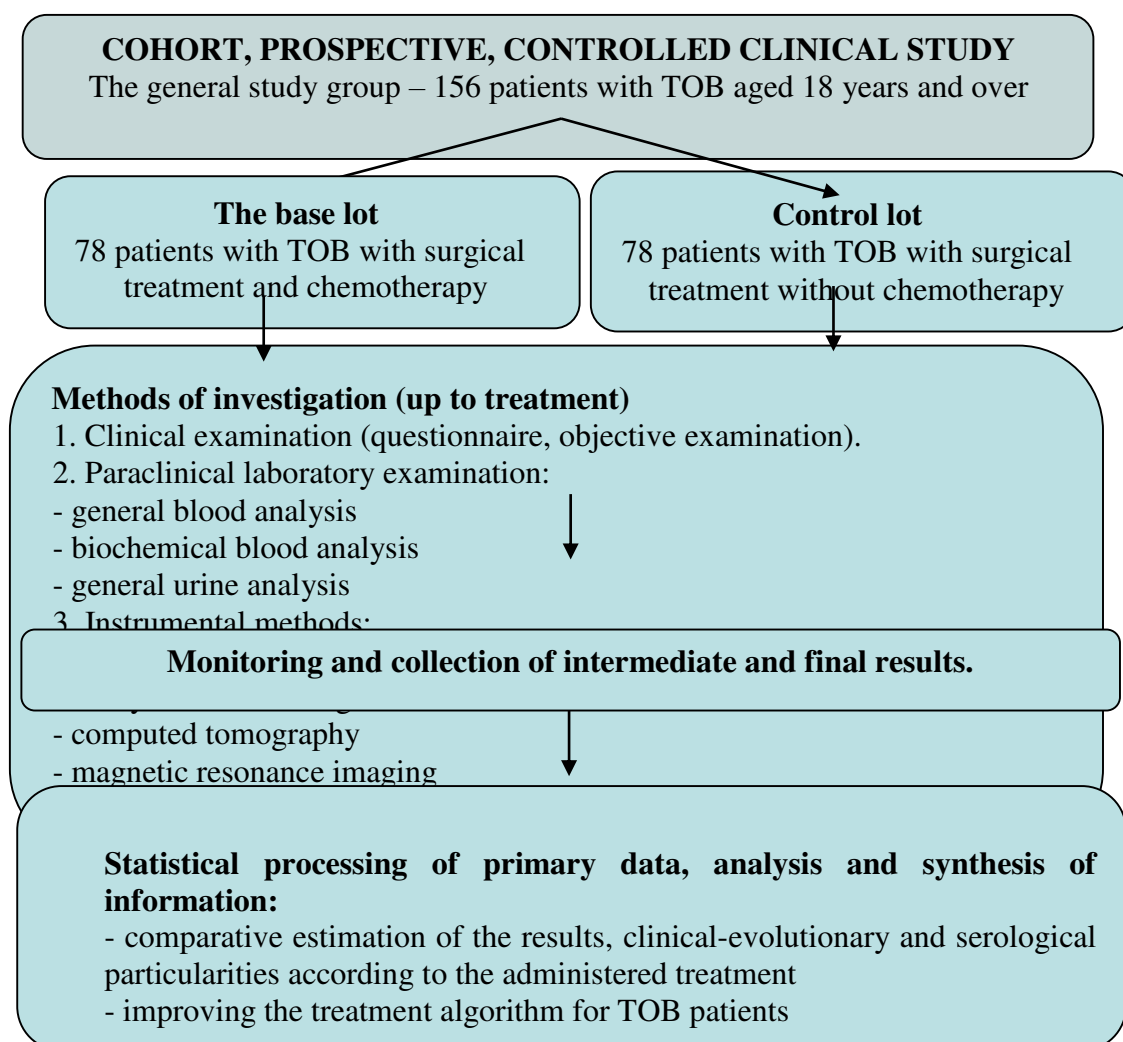 COHORT, PROSPECTIVE, CONTROLLED CLINICAL STUDY
The general study group – 156 patients with TOB aged 18 years and over
The base lot
78 patients with TOB with surgical
treatment and chemotherapy
Control lot
78 patients with TOB with surgical
treatment without chemotherapy
Methods of investigation (up to treatment)
1. Clinical examination (questionnaire, objective examination).
2. Paraclinical laboratory examination:
- general blood analysis
- biochemical blood analysis
- general urine analysis
3. Instrumental methods:
Monitoring and collection of intermediate and final results.
- computed tomography
- magnetic resonance imaging
Statistical processing of primary data, analysis and synthesis of
information:
- comparative estimation of the results, clinical-evolutionary and serological
particularities according to the administered treatment
- improving the treatment algorithm for TOB patients